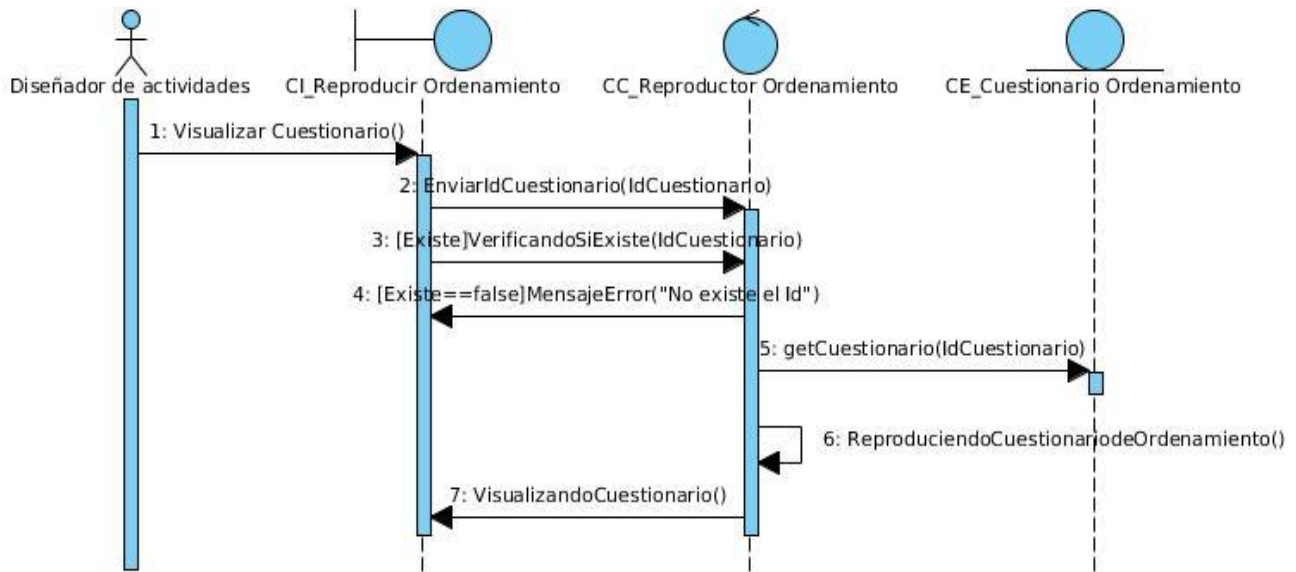 Diseñador de actividades
CI_Reproducir Ordenamiento
CC_Reproductor Ordenamiento
CE_Cuestionario Ordenamiento
1: Visualizar Cuestionario()
2: EnviarIdCuestionario(IdCuestionario)
3: [Existe]VerificandoSiExiste(IdCuestionario)
4: [Existe==false]MensajeError("No existe el Id")
5: getCuestionario(IdCuestionario)
6: ReproduciendoCuestionariodeOrdenamiento()
7: VisualizandoCuestionario()